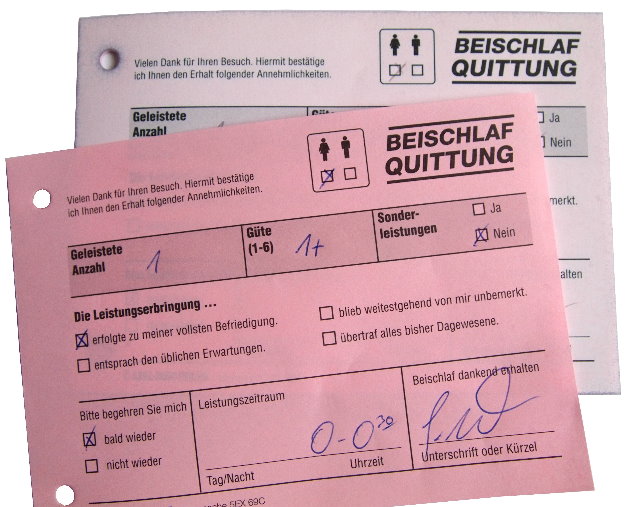 Vielen Dank für Ihren Besuch. Hiermit bestätige
ich Ihnen den Erhalt folgender Annehmlichkeiten.
BEISCHLAF
QUITTUNG
Geleistete
Anzahl
Ja
Nein
Vielen Dank für Ihren Besuch. Hiermit bestätige
ich Ihnen den Erhalt folgender Annehmlichkeiten.
BEISCHLAF
QUITTUNG
Geleistete
Anzahl
1
Güte
(1-6)
1+
Sonder-
leistungen
Ja
Nein
Die Leistungserbringung ...
erfolgte zu meiner vollsten Befriedigung.
entsprach den üblichen Erwartungen.
blieb weitestgehend von mir unbemerkt.
übertraf alles bisher Dagewesene.
Bitte begehren Sie mich
bald wieder
nicht wieder
Leistungszeitraum
0-0³⁰
Tag/Nacht
Uhrzeit
Beischlaf dankend erhalten
Unterschrift oder Kürzel